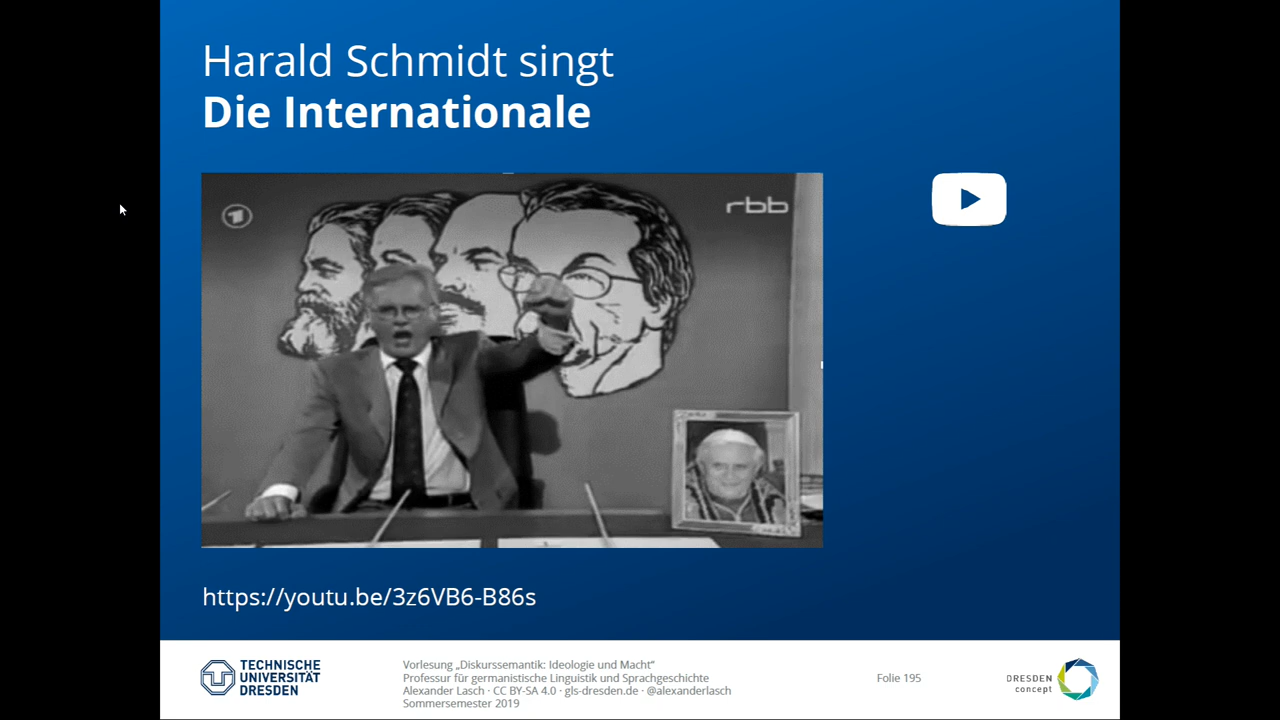 Harald Schmidt singt
Die Internationale
1
rbb
https://youtu.be/3z6VB6-B86s
TECHNISCHE
UNIVERSITÄT
DRESDEN
Vorlesung „Diskurssemantik: Ideologie und Macht“
Professur für germanistische Linguistik und Sprachgeschichte
Alexander Lasch · CC BY-SA 4.0 · gls-dresden.de · @alexanderlasch
Sommersemester 2019
Folie 195
DRESDEN
concept